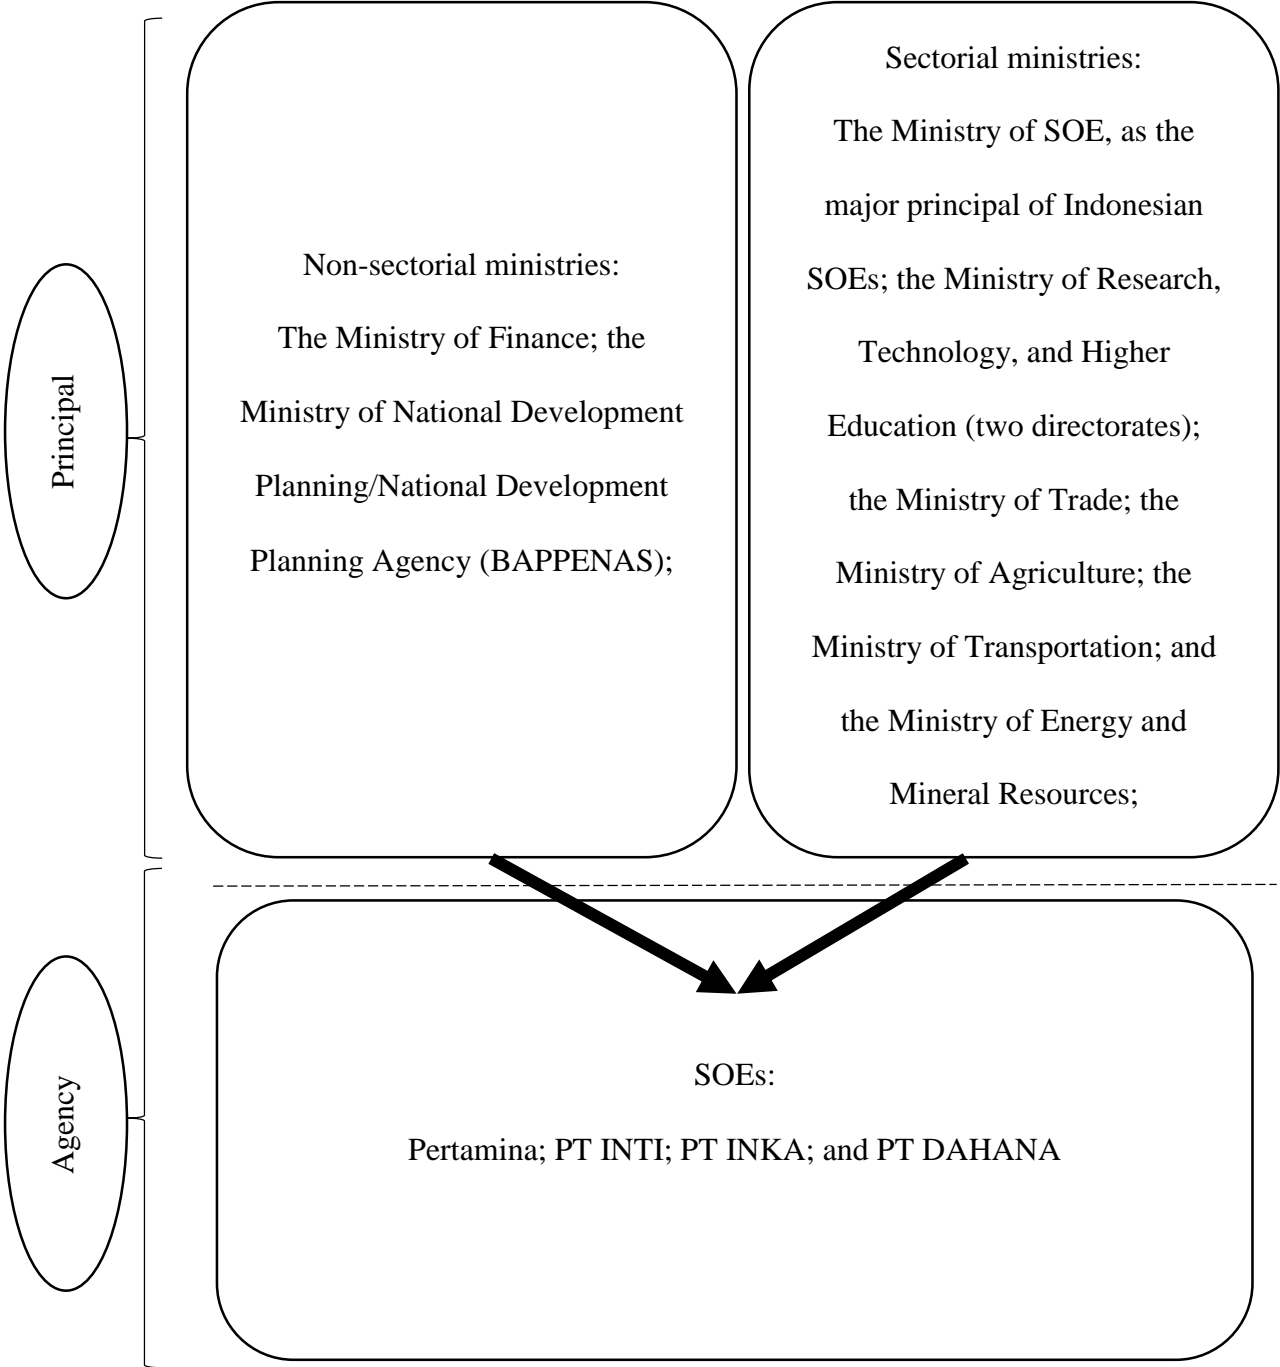 Principal
Non-sectorial ministries:
The Ministry of Finance; the
Ministry of National Development
Planning/National Development
Planning Agency (BAPPENAS);
Sectorial ministries:
The Ministry of SOE, as the
major principal of Indonesian
SOEs; the Ministry of Research,
Technology, and Higher
Education (two directorates);
the Ministry of Trade; the
Ministry of Agriculture; the
Ministry of Transportation; and
the Ministry of Energy and
Mineral Resources;
Agency
SOEs:
Pertamina; PT INTI; PT INKA; and PT DAHANA